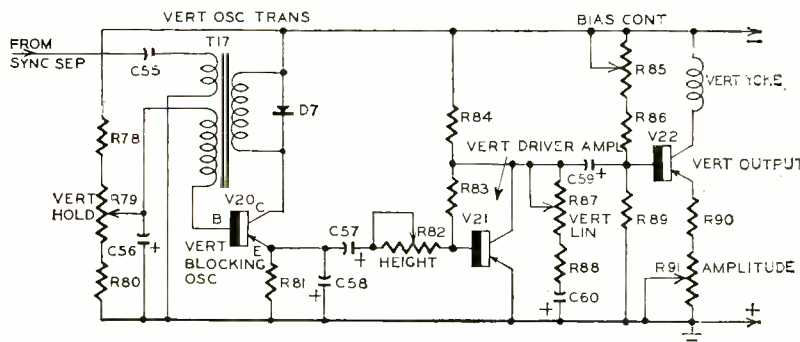 VERT OSC TRANS
BIAS CONT
FROM
SYNC SEP
T17
C55
D7
R85
VERT YOKE
R78
R84
R86
V22
VERT DRIVER AMPL
VERT OUTPUT
C59
+
VERT
HOLD
R79
V20
C
B
E
R83
R87
VERT
LIN
R89
R90
C56
+
VERT
BLOCKING
OSC
C57
+
R82
HEIGHT
V21
R88
R91
AMPLITUDE
R80
R81
+
C58
C60
+
+